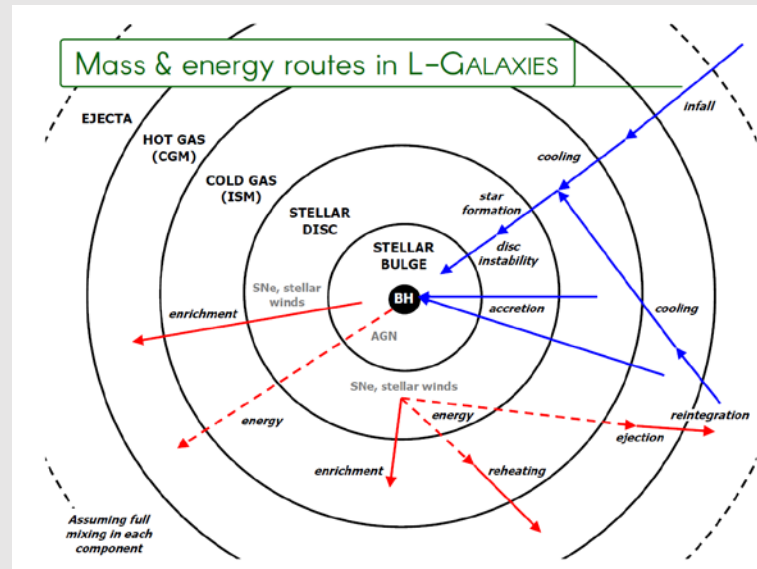 Mass & energy routes in L-GALAXIES
EJECTA
HOT GAS
(CGM)
COLD GAS
(ISM)
STELLAR
DISC
STELLAR
BULGE
BH
infall
cooling
star
formation
disc
instability
accretion
cooling
reintegration
SNe, stellar
winds
enrichment
AGN
energy
SNe, stellar winds
energy
ejection
enrichment
reheating
Assuming full
mixing in each
component